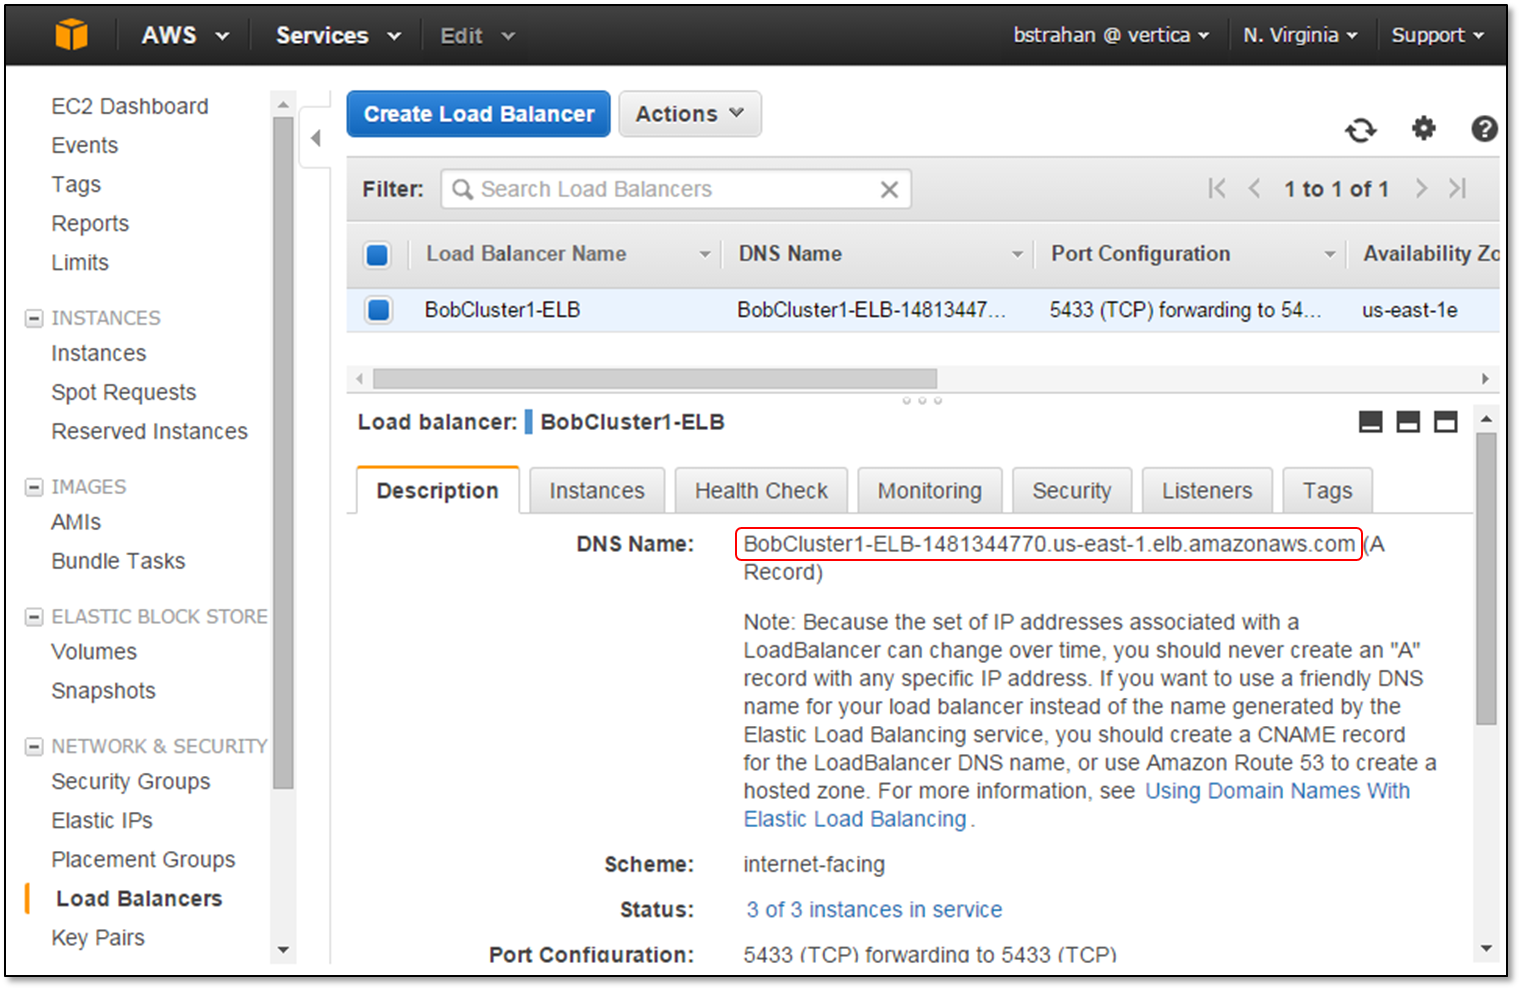 AWS Services Edit bstrahan @ vertica N. Virginia Support
EC2 Dashboard
Events
Tags
Reports
Limits
INSTANCES
Instances
Spot Requests
Reserved Instances
IMAGES
AMIs
Bundle Tasks
ELASTIC BLOCK STORE
Volumes
Snapshots
NETWORK & SECURITY
Security Groups
Elastic IPs
Placement Groups
Load Balancers
Key Pairs
Create Load Balancer Actions
Filter: Search Load Balancers 1 to 1 of 1
Load Balancer Name DNS Name Port Configuration Availability Zo
BobCluster1-ELB BobCluster1-ELB-14813447... 5433 (TCP) forwarding to 54... us-east-1e
Load balancer: BobCluster1-ELB
Description Instances Health Check Monitoring Security Listeners Tags
DNS Name: BobCluster1-ELB-1481344770.us-east-1.elb.amazonaws.com (A
Record)
Note: Because the set of IP addresses associated with a
LoadBalancer can change over time, you should never create an "A"
record with any specific IP address. If you want to use a friendly DNS
name for your load balancer instead of the name generated by the
Elastic Load Balancing service, you should create a CNAME record
for the LoadBalancer DNS name, or use Amazon Route 53 to create a
hosted zone. For more information, see Using Domain Names With
Elastic Load Balancing.
Scheme: internet-facing
Status: 3 of 3 instances in service
Port Configuration: 5433 (TCP) forwarding to 5433 (TCP)